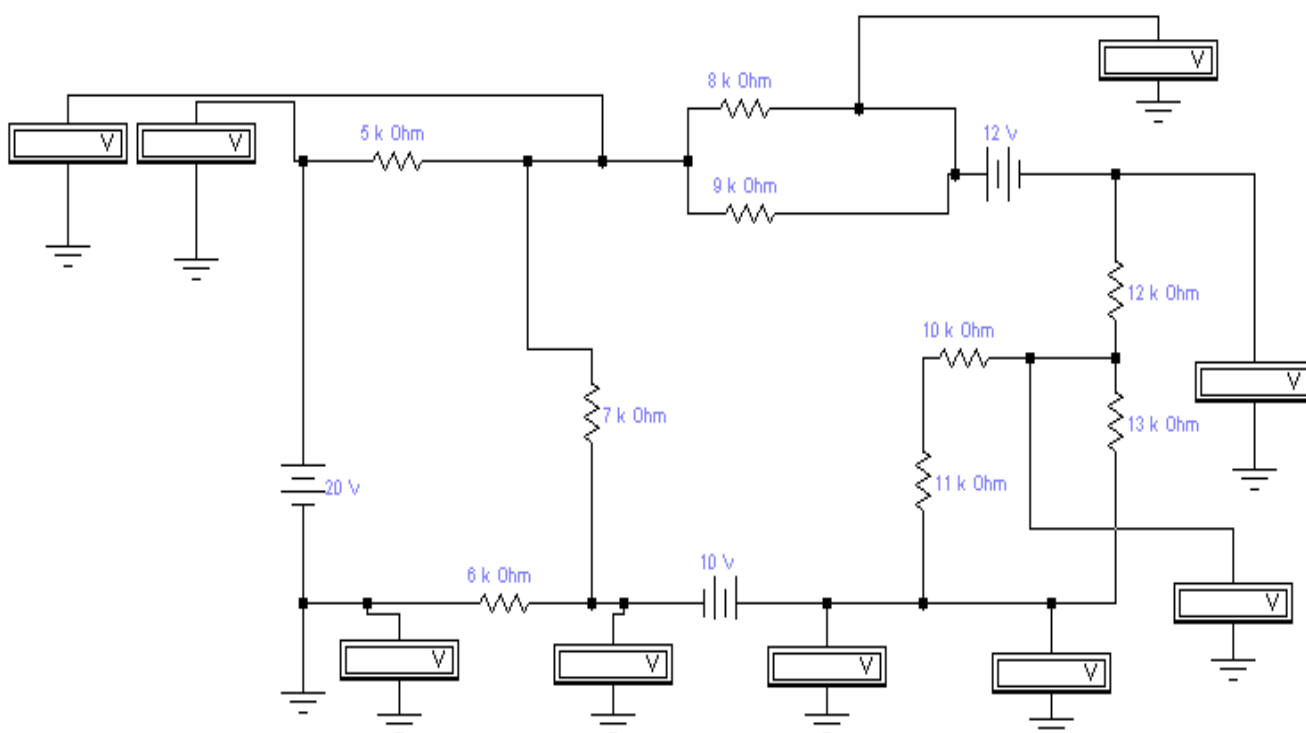 V
8 k Ohm
V
V
5 k Ohm
12 V
9 k Ohm
12 k Ohm
10 k Ohm
V
7 k Ohm
13 k Ohm
20 V
11 k Ohm
10 V
6 k Ohm
V
V
V
V
V